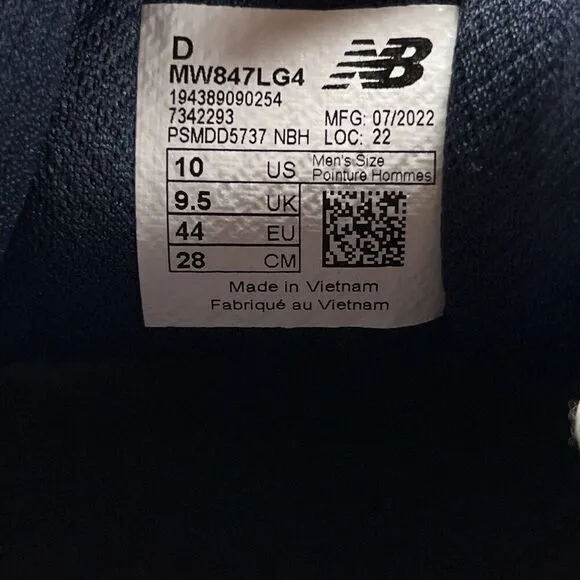 D
MW847LG4
NB
194389090254
7342293
MFG: 07/2022
PSMDD5737 NBH
LOC: 22
10 US Men's Size
Pointure Hommes
9.5 UK
44 EU
28 CM
Made in Vietnam
Fabriqué au Vietnam